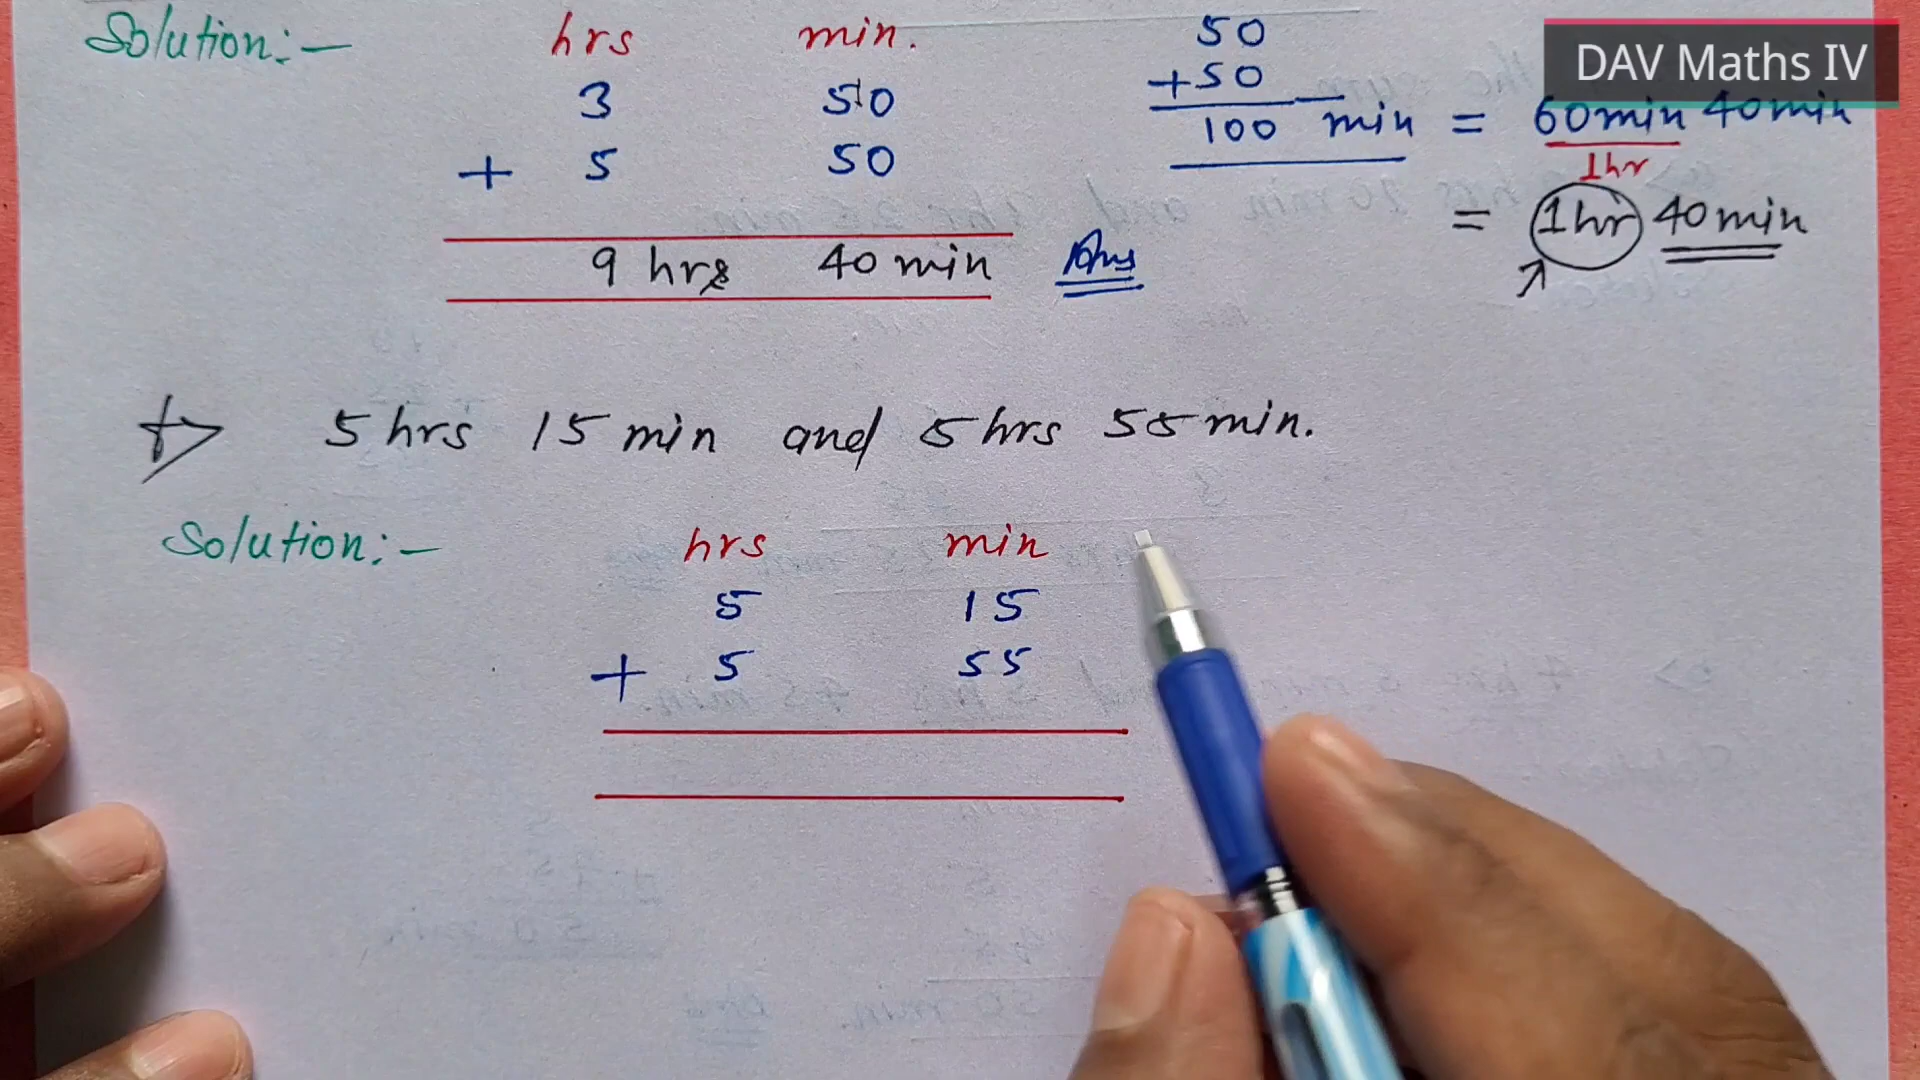 DAV Maths IV
Solution:- hrs min. 50
3 50 +50
100 min = 60min 40min
+ 5 50 1hr
= 1hr 40 min
9 hrs 40 min Ans
f> 5 hrs 15 min and 5 hrs 55 min.
Solution:- hrs min
5 15
+ 5 55